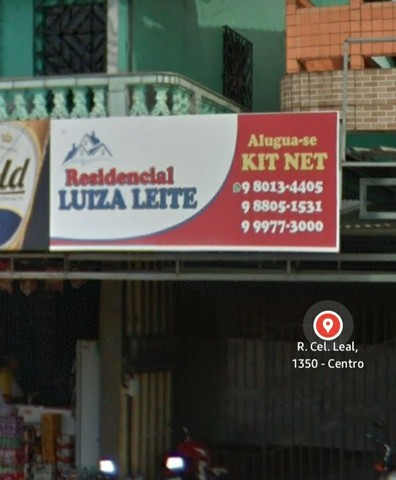 ld
Residencial
LUIZA LEITE
Alugua-se
KIT NET
9 8013-4405
9 8805-1531
9 9977-3000
R. Cel. Leal,
1350 - Centro